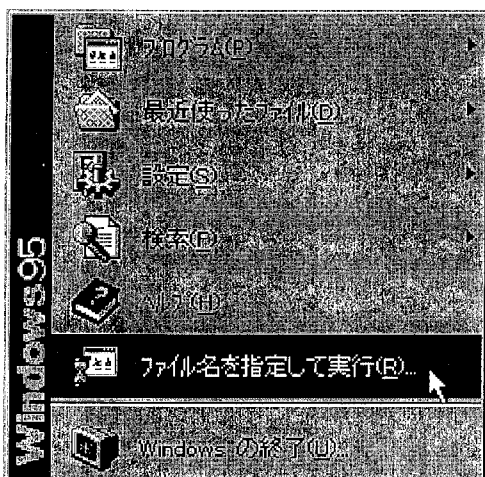 プログラム(P)
最近使ったファイル(D)
設定(S)
検索(F)
ヘルプ(H)
ファイル名を指定して実行(R)...
Windows の終了(U)...
Windows95